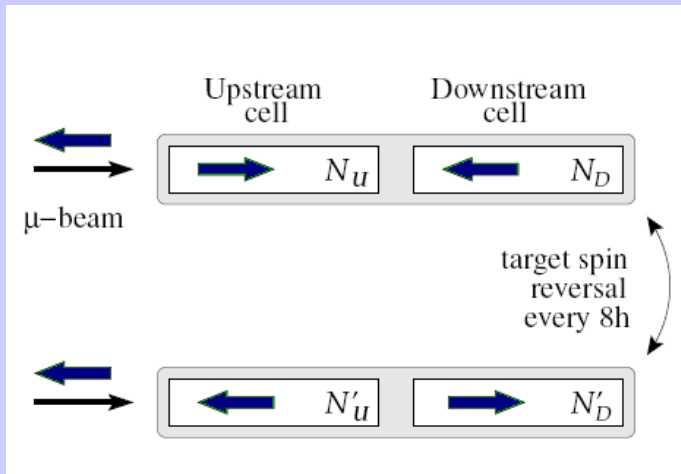 Upstream
cell
Downstream
cell
N_u
N_D
μ−beam
target spin
reversal
every 8h
N′_u
N′_D